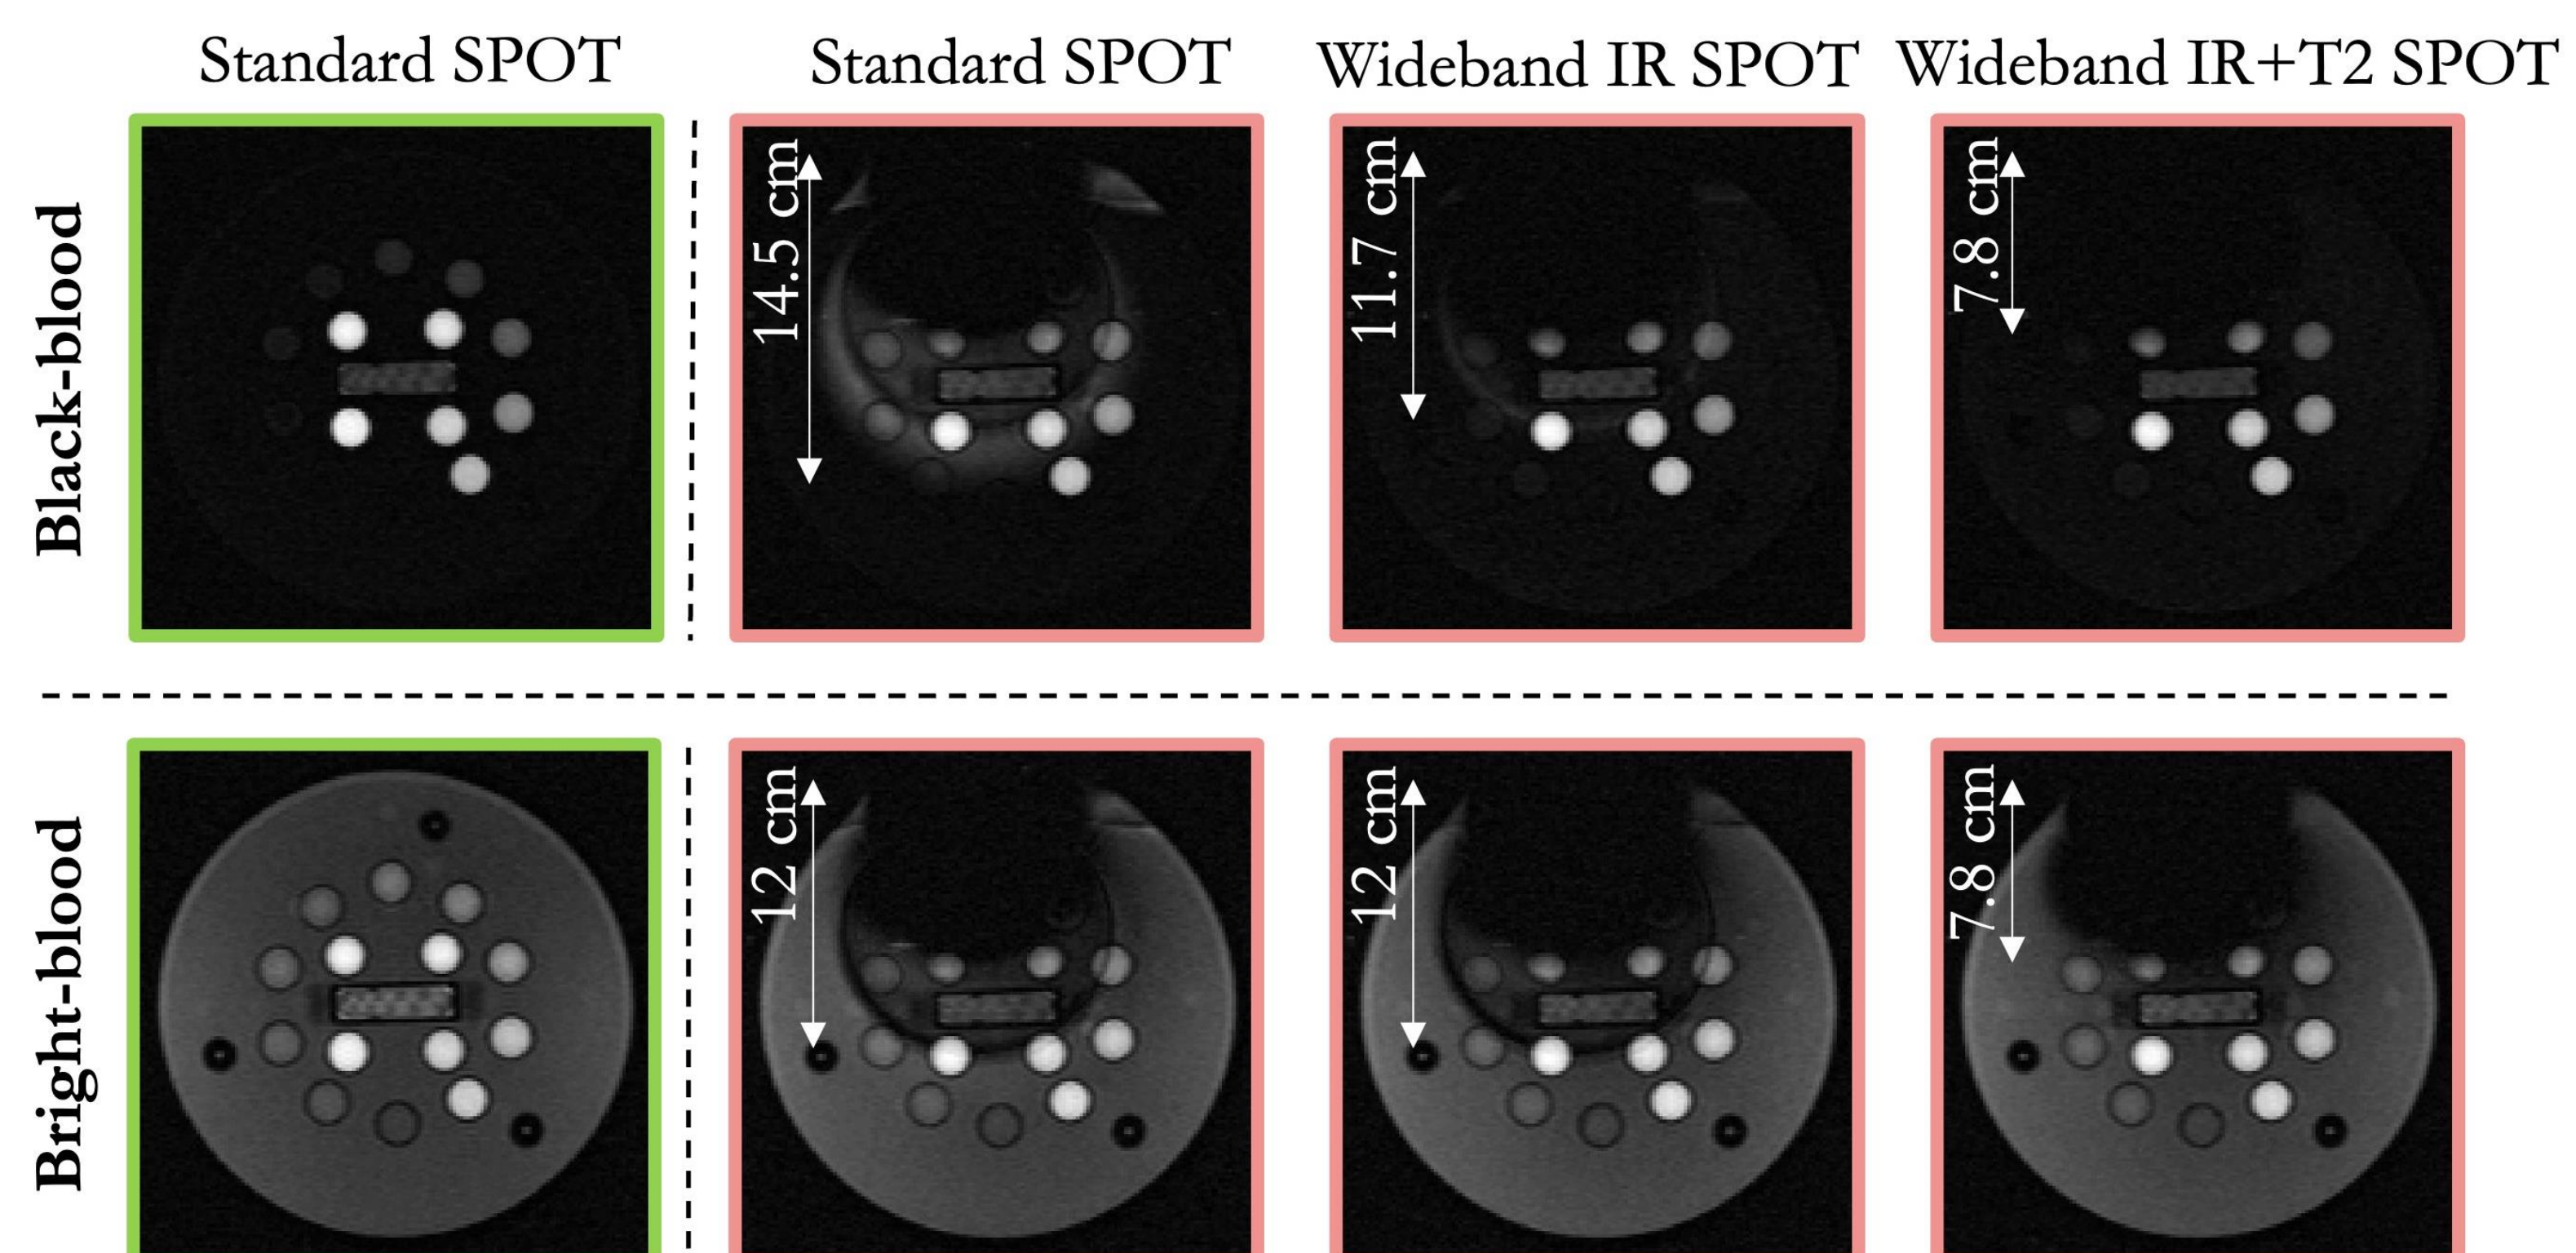 Standard SPOT
Standard SPOT
Wideband IR SPOT
Wideband IR+T2 SPOT
Black-blood
14.5 cm
11.7 cm
7.8 cm
Bright-blood
12 cm
12 cm
7.8 cm